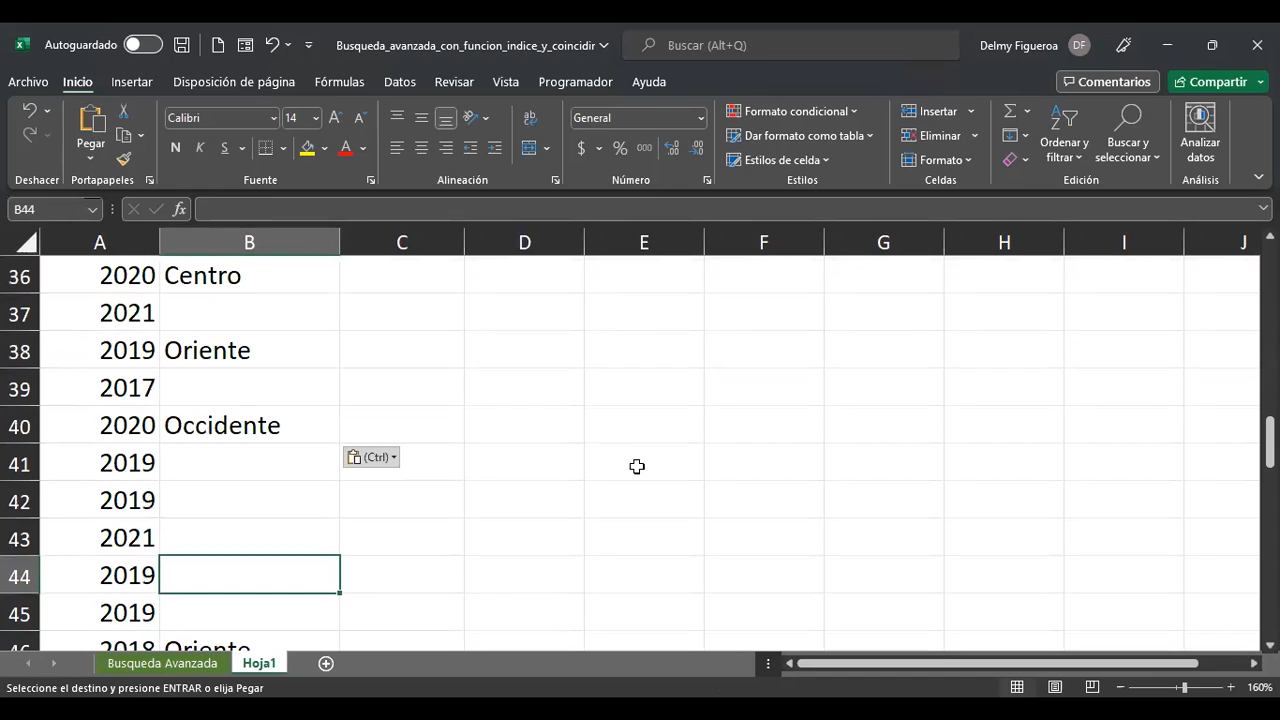 Autoguardado
Busqueda_avanzada_con_funcion_indice_y_coincidir
Buscar (Alt+Q)
Delmy Figueroa
DF
Archivo
Inicio
Insertar
Disposición de página
Fórmulas
Datos
Revisar
Vista
Programador
Ayuda
Comentarios
Compartir
Pegar
Calibri
14
N K S
General
$ % 000
Formato condicional
Dar formato como tabla
Estilos de celda
Insertar
Eliminar
Formato
Ordenar y
filtrar
Buscar y
seleccionar
Analizar
datos
Deshacer
Portapapeles
Fuente
Alineación
Número
Estilos
Celdas
Edición
Análisis
B44
fx
A B C D E F G H I J
36 2020 Centro
37 2021
38 2019 Oriente
39 2017
40 2020 Occidente
(Ctrl)
41 2019
42 2019
43 2021
44 2019
45 2019
46 2018 Oriente
Busqueda Avanzada
Hoja1
Seleccione el destino y presione ENTRAR o elija Pegar
160%